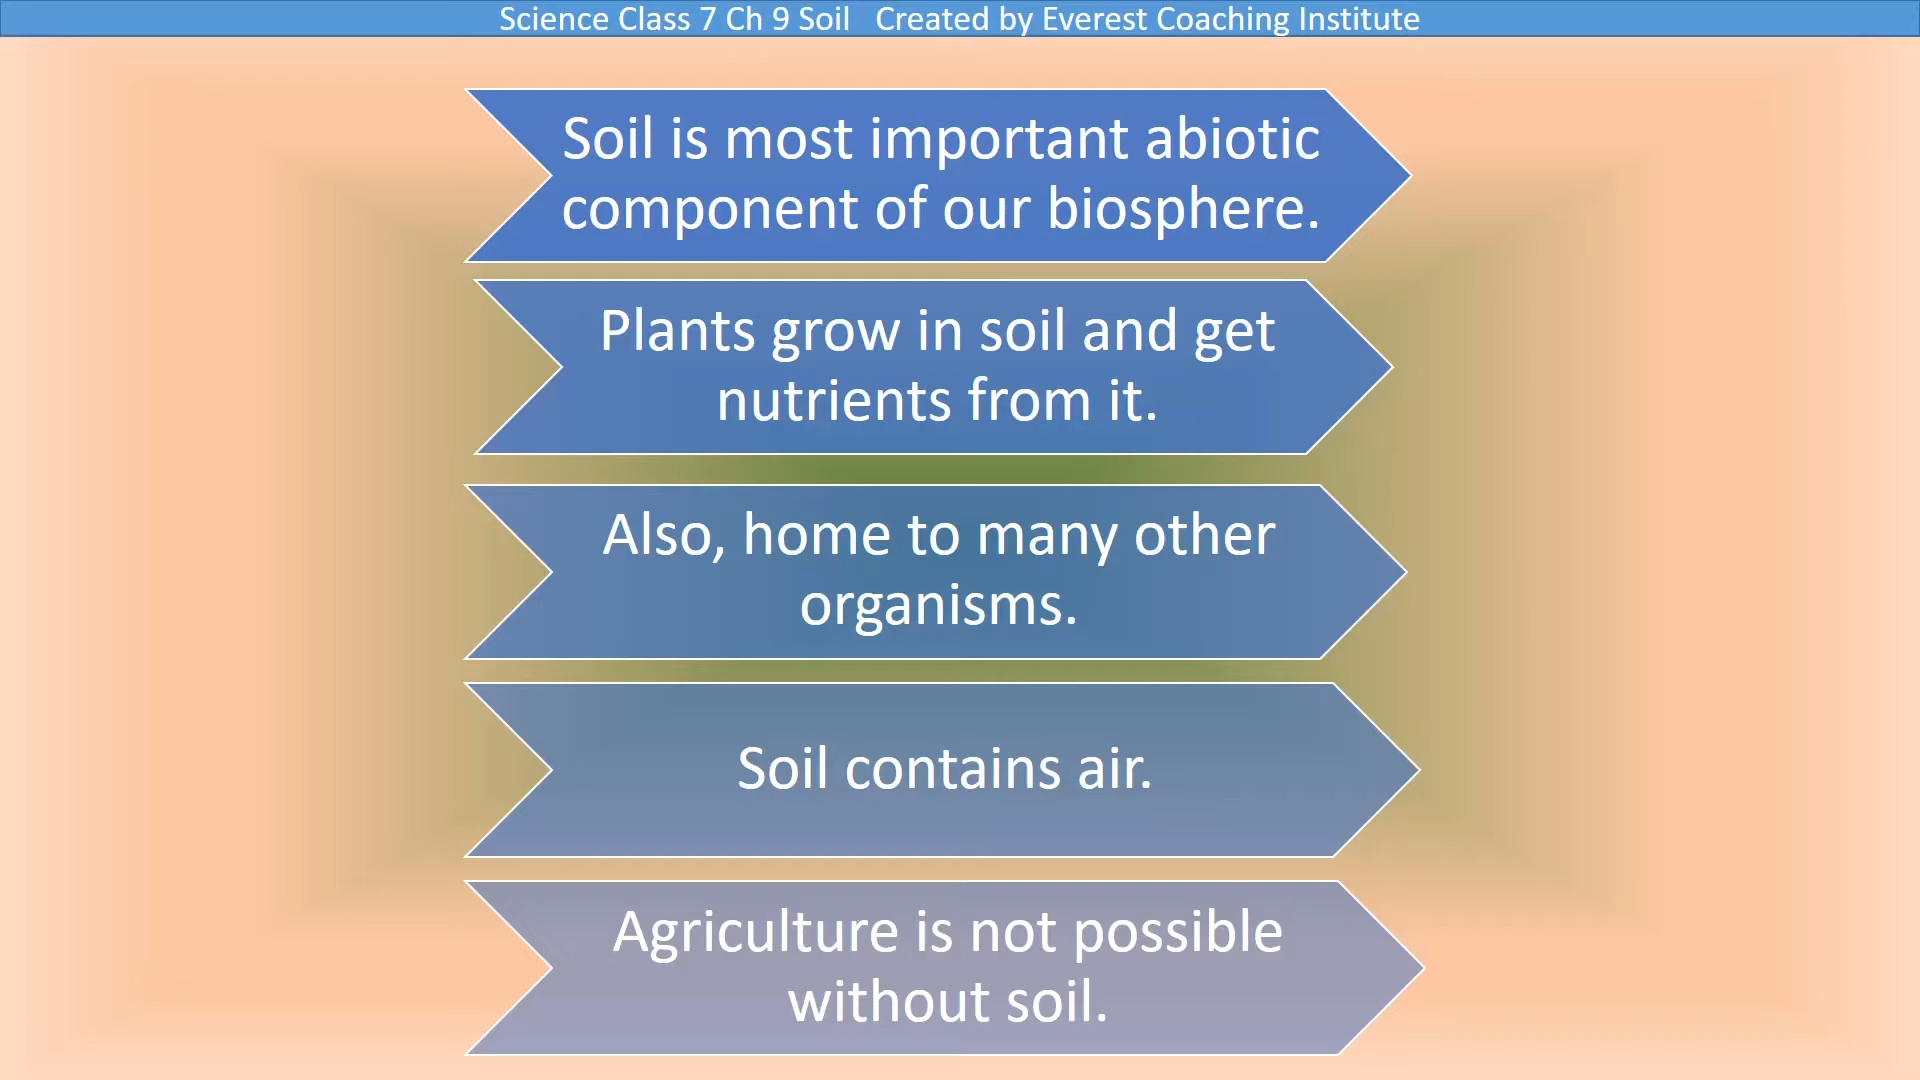 Science Class 7 Ch 9 Soil   Created by Everest Coaching Institute
Soil is most important abiotic
component of our biosphere.
Plants grow in soil and get
nutrients from it.
Also, home to many other
organisms.
Soil contains air.
Agriculture is not possible
without soil.